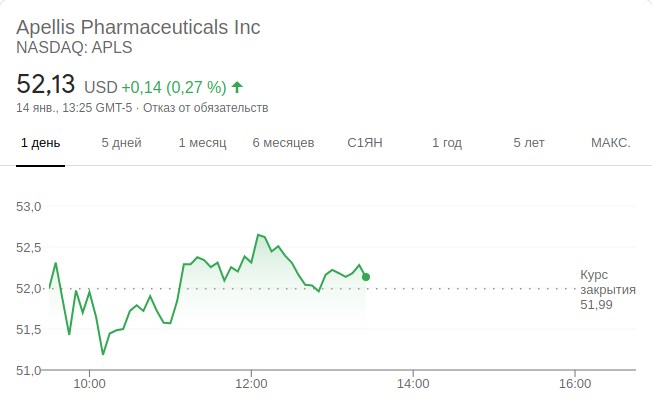 Apellis Pharmaceuticals Inc
NASDAQ: APLS
52,13 USD +0,14 (0,27 %)
14 янв., 13:25 GMT-5 · Отказ от обязательств
1 день 5 дней 1 месяц 6 месяцев С1ЯН 1 год 5 лет МАКС.
53,0
52,5
52,0
51,5
51,0
Курс
закрытия
51,99
10:00 12:00 14:00 16:00